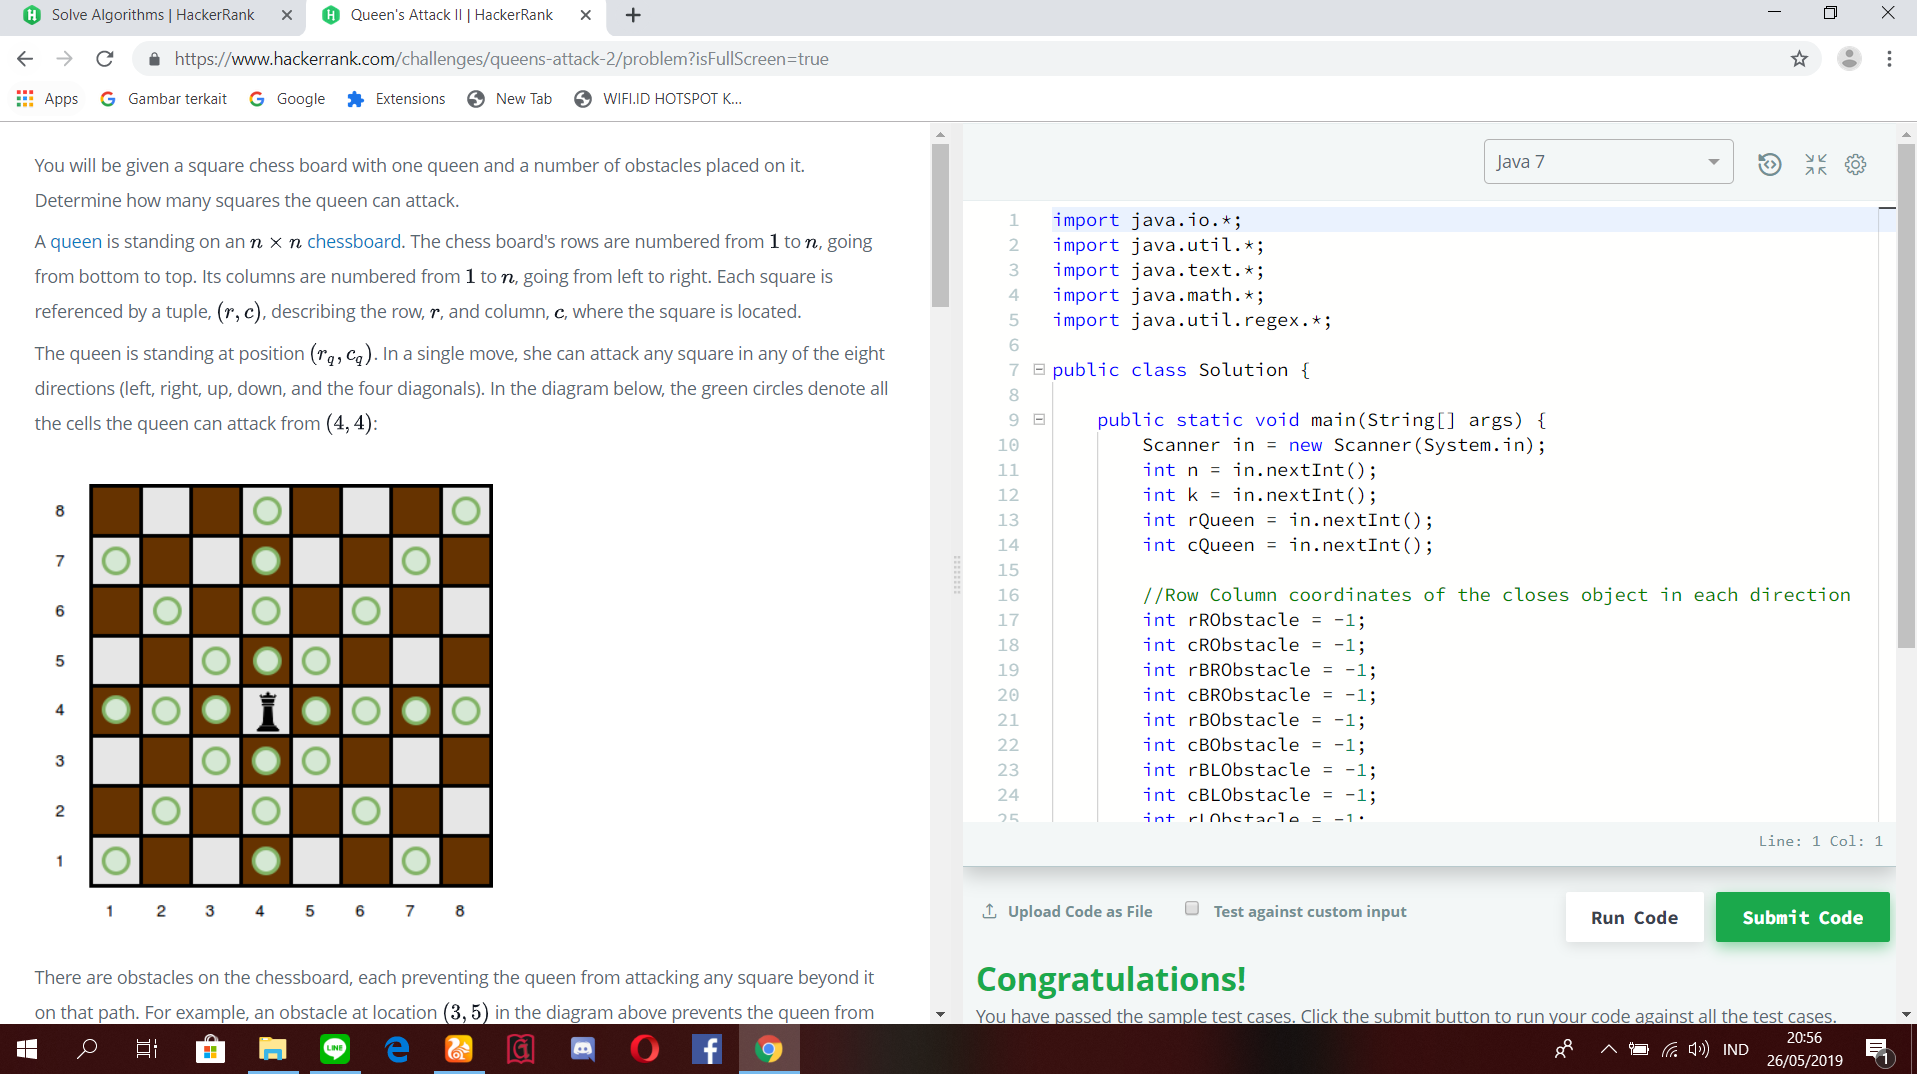 Solve Algorithms | HackerRank
Queen's Attack II | HackerRank
https://www.hackerrank.com/challenges/queens-attack-2/problem?isFullScreen=true
Apps Gambar terkait Google Extensions New Tab WIFI.ID HOTSPOT K...
You will be given a square chess board with one queen and a number of obstacles placed on it.
Determine how many squares the queen can attack.
A queen is standing on an n × n chessboard. The chess board's rows are numbered from 1 to n, going
from bottom to top. Its columns are numbered from 1 to n, going from left to right. Each square is
referenced by a tuple, (r, c), describing the row, r, and column, c, where the square is located.
The queen is standing at position (rq, cq). In a single move, she can attack any square in any of the eight
directions (left, right, up, down, and the four diagonals). In the diagram below, the green circles denote all
the cells the queen can attack from (4, 4):
8
7
6
5
4
3
2
1
1 2 3 4 5 6 7 8
There are obstacles on the chessboard, each preventing the queen from attacking any square beyond it
on that path. For example, an obstacle at location (3, 5) in the diagram above prevents the queen from
Java 7
1 import java.io.*;
2 import java.util.*;
3 import java.text.*;
4 import java.math.*;
5 import java.util.regex.*;
6
7 public class Solution {
8
9 public static void main(String[] args) {
10 Scanner in = new Scanner(System.in);
11 int n = in.nextInt();
12 int k = in.nextInt();
13 int rQueen = in.nextInt();
14 int cQueen = in.nextInt();
15
16 //Row Column coordinates of the closes object in each direction
17 int rRObstacle = -1;
18 int cRObstacle = -1;
19 int rBRObstacle = -1;
20 int cBRObstacle = -1;
21 int rBObstacle = -1;
22 int cBObstacle = -1;
23 int rBLObstacle = -1;
24 int cBLObstacle = -1;
25 int rLObstacle = -1;
Line: 1 Col: 1
Upload Code as File
Test against custom input
Run Code
Submit Code
Congratulations!
You have passed the sample test cases. Click the submit button to run your code against all the test cases.
LINE
IND
20:56
26/05/2019
1